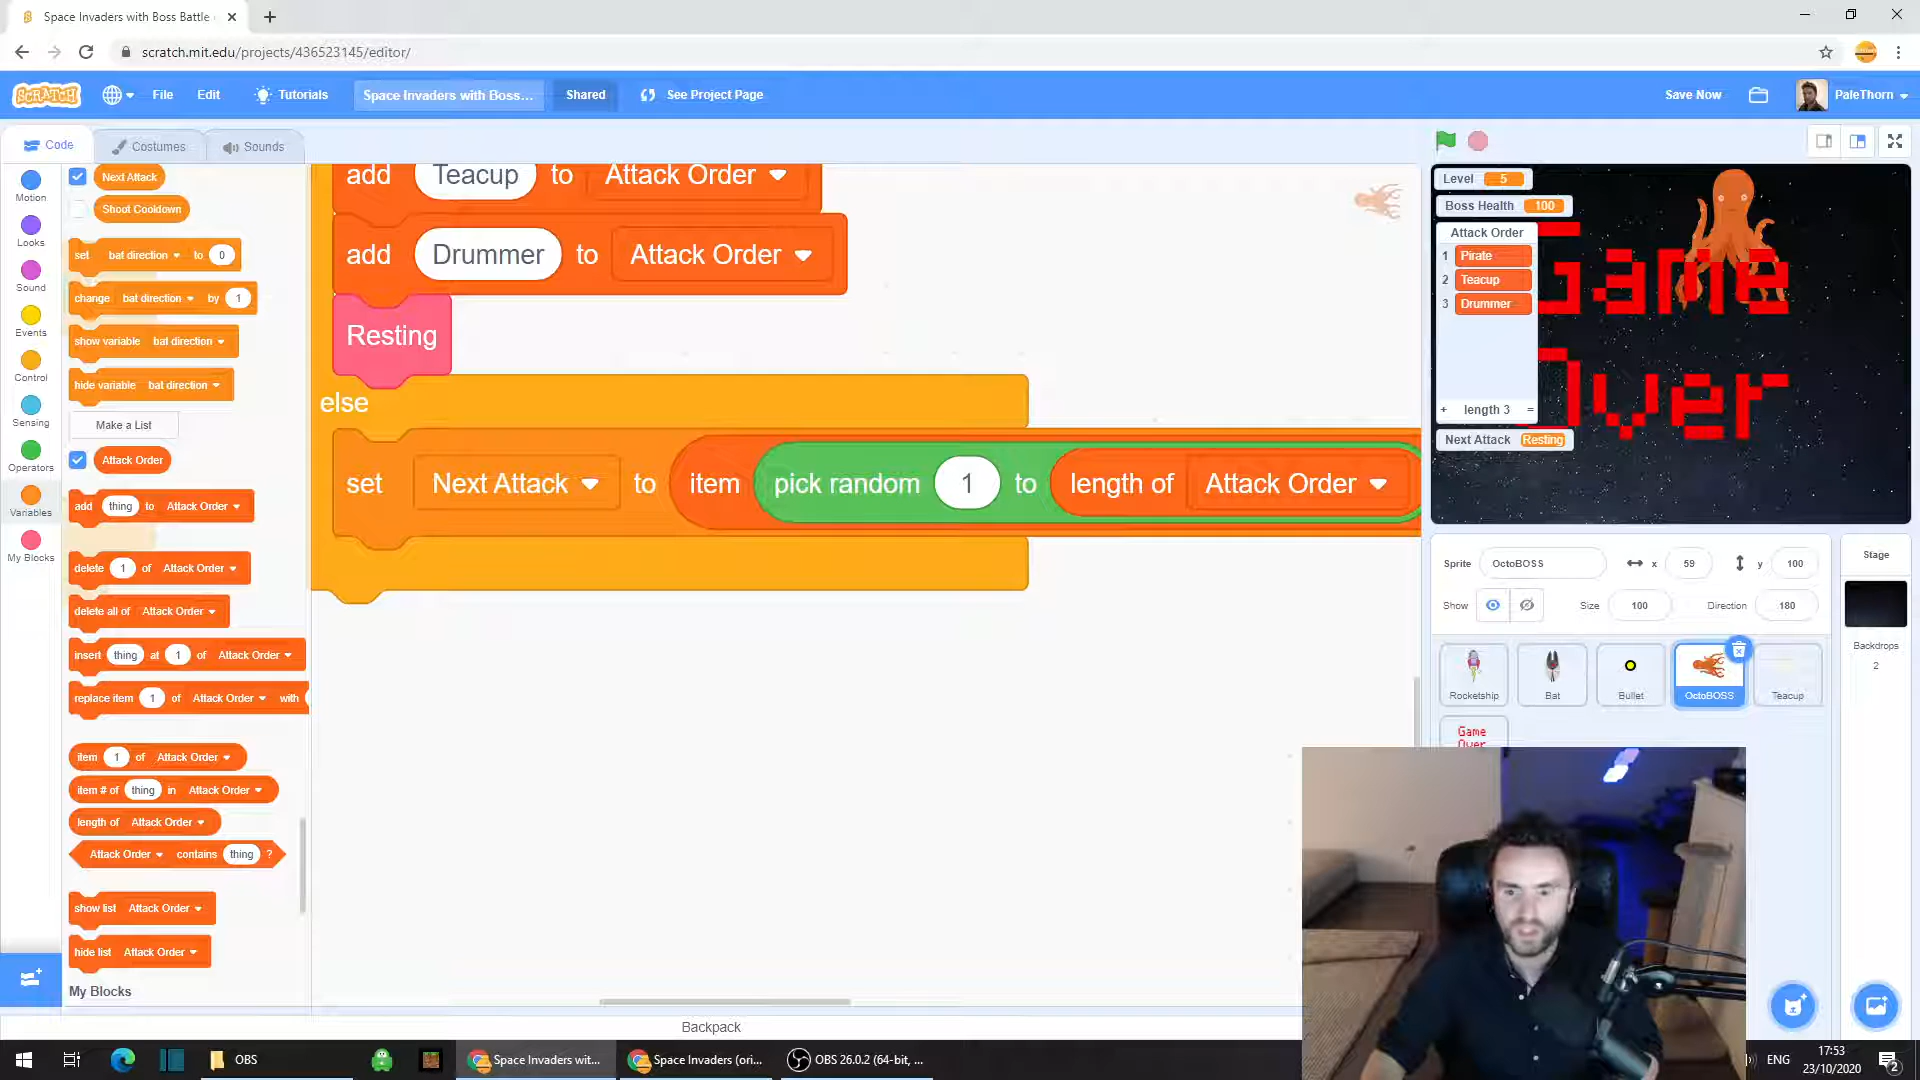 Space Invaders with Boss Battle
scratch.mit.edu/projects/436523145/editor/
SCRATCH
File
Edit
Tutorials
Space Invaders with Boss...
Shared
See Project Page
Save Now
PaleThorn
Code
Costumes
Sounds
Motion
Looks
Sound
Events
Control
Sensing
Operators
Variables
My Blocks
Next Attack
Shoot Cooldown
set bat direction to 0
change bat direction by 1
show variable bat direction
hide variable bat direction
Make a List
Attack Order
add thing to Attack Order
delete 1 of Attack Order
delete all of Attack Order
insert thing at 1 of Attack Order
replace item 1 of Attack Order with
item 1 of Attack Order
item # of thing in Attack Order
length of Attack Order
Attack Order contains thing ?
show list Attack Order
hide list Attack Order
My Blocks
add Teacup to Attack Order
add Drummer to Attack Order
Resting
else
set Next Attack to item pick random 1 to length of Attack Order
Backpack
Level 5
Boss Health 100
Attack Order
1 Pirate
2 Teacup
3 Drummer
+ length 3 =
Next Attack Resting
Game
Over
Sprite OctoBOSS x 59 y 100
Show Size 100 Direction 180
Rocketship
Bat
Bullet
OctoBOSS
Teacup
Game
Over
Stage
Backdrops
2
OBS
Space Invaders wit...
Space Invaders (ori...
OBS 26.0.2 (64-bit, ...
ENG
17:53
23/10/2020
2